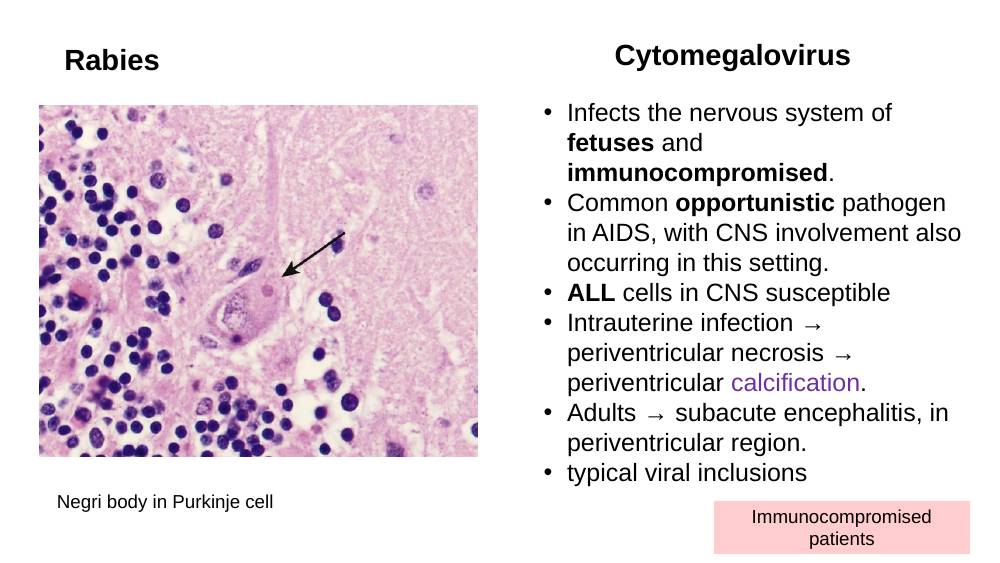 Rabies
Negri body in Purkinje cell
Cytomegalovirus
• Infects the nervous system of
fetuses and
immunocompromised.
• Common opportunistic pathogen
in AIDS, with CNS involvement also
occurring in this setting.
• ALL cells in CNS susceptible
• Intrauterine infection →
periventricular necrosis →
periventricular calcification.
• Adults → subacute encephalitis, in
periventricular region.
• typical viral inclusions
Immunocompromised
patients